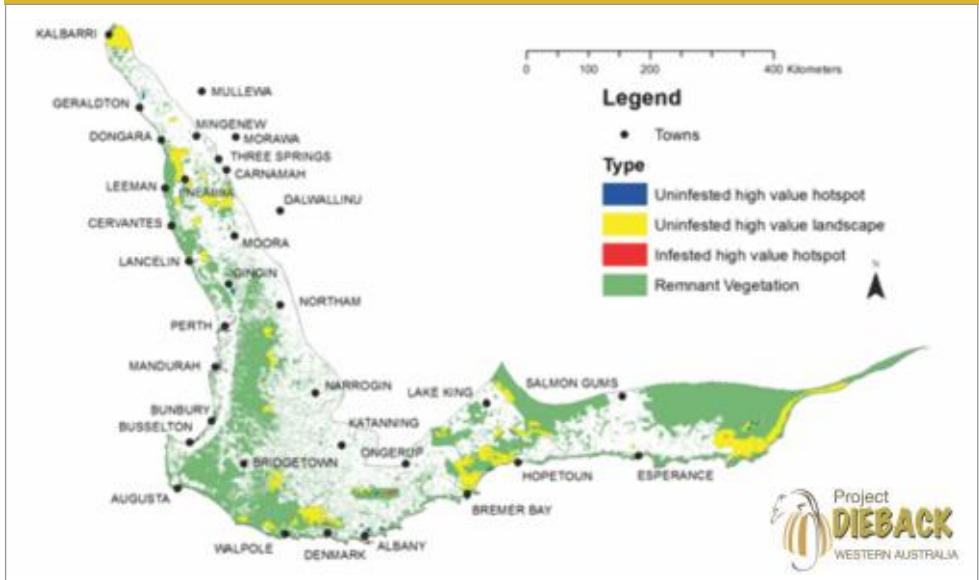 KALBARRI
0 100 200 400 Kilometers
MULLEWA
Legend
GERALDTON
Towns
MINGENEW
DONGARA
MORAWA
THREE SPRINGS
Type
CARNAMAH
LEEMAN
ENEABBA
Uninfested high value hotspot
DALWALLINU
CERVANTES
Uninfested high value landscape
MOORA
Infested high value hotspot
LANCELIN
GINGIN
Remnant Vegetation
N
NORTHAM
PERTH
MANDURAH
NARROGIN
LAKE KING
SALMON GUMS
BUNBURY
KATANNING
BUSSELTON
ONGERUP
BRIDGETOWN
HOPETOUN
ESPERANCE
AUGUSTA
BREMER BAY
WALPOLE
DENMARK
ALBANY
Project
DIEBACK
WESTERN AUSTRALIA